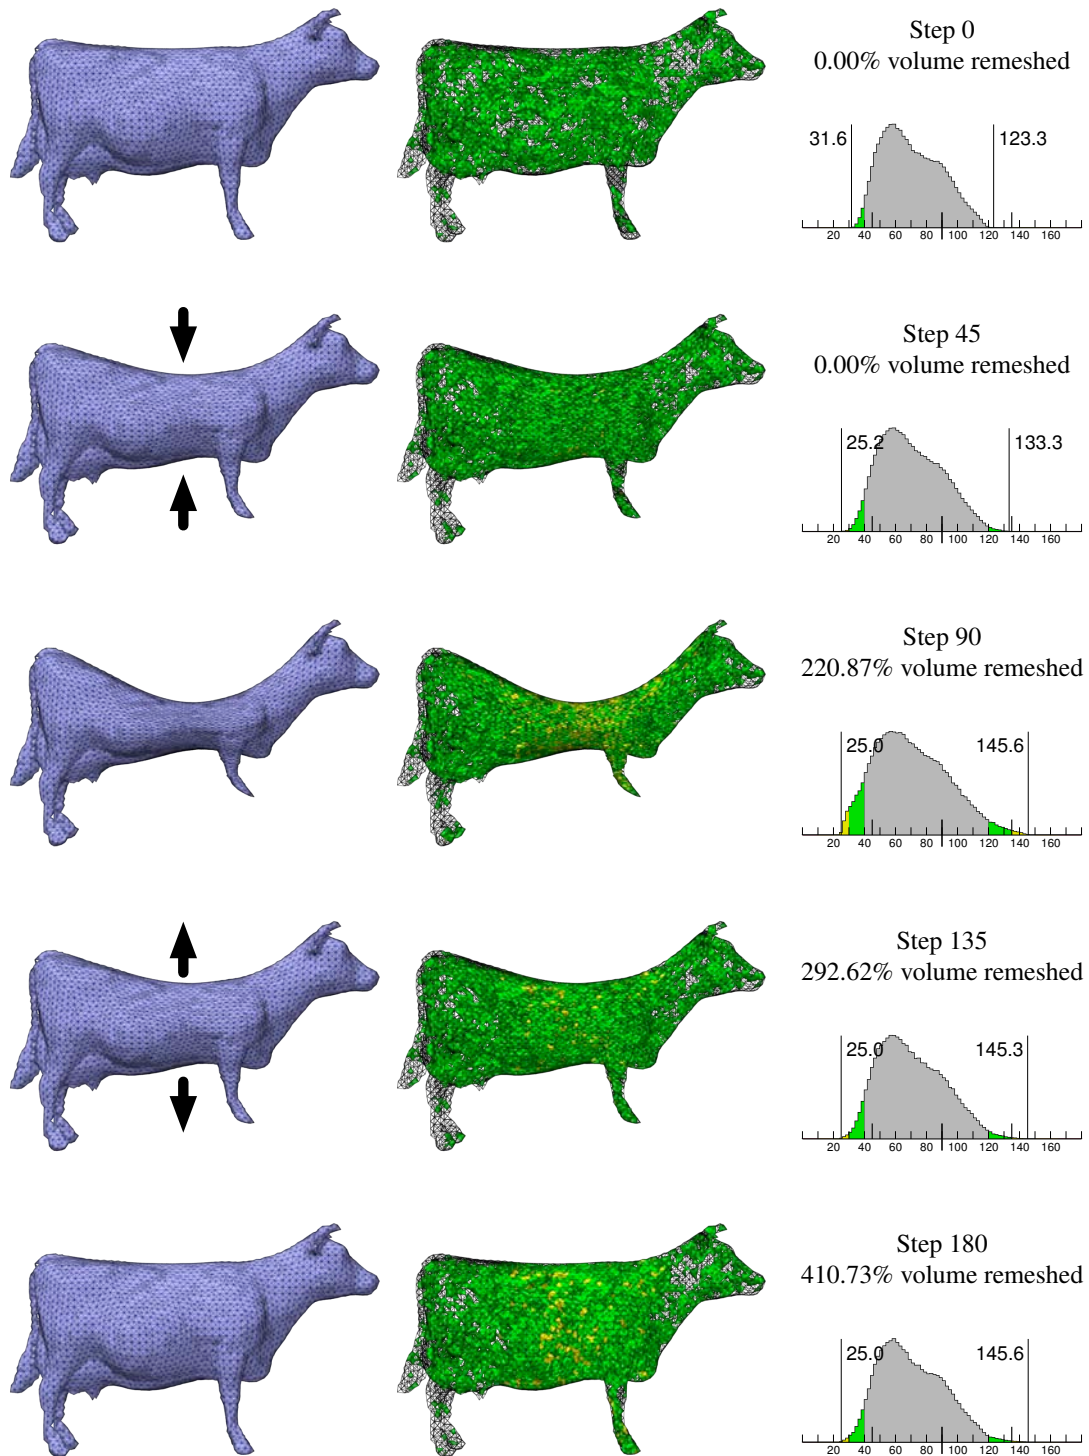 Step 0
0.00% volume remeshed
31.6 123.3
20 40 60 80 100 120 140 160
Step 45
0.00% volume remeshed
25.2 133.3
20 40 60 80 100 120 140 160
Step 90
220.87% volume remeshed
25.0 145.6
20 40 60 80 100 120 140 160
Step 135
292.62% volume remeshed
25.0 145.3
20 40 60 80 100 120 140 160
Step 180
410.73% volume remeshed
25.0 145.6
20 40 60 80 100 120 140 160